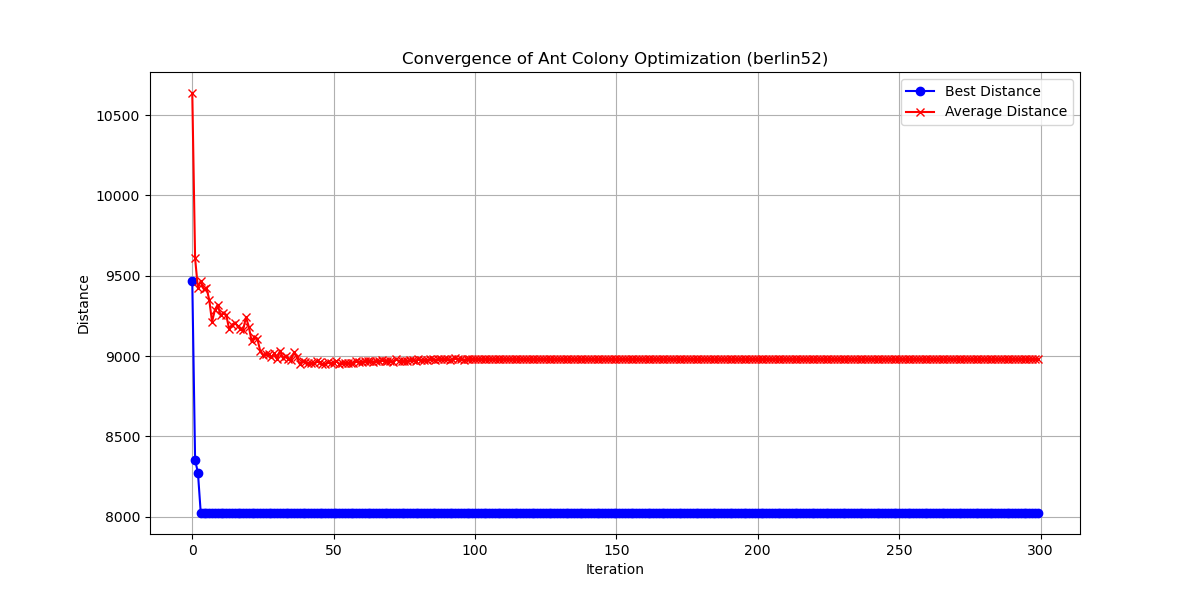 Convergence of Ant Colony Optimization (berlin52)
Best Distance
Average Distance
10500
10000
9500
9000
8500
8000
Distance
0 50 100 150 200 250 300
Iteration